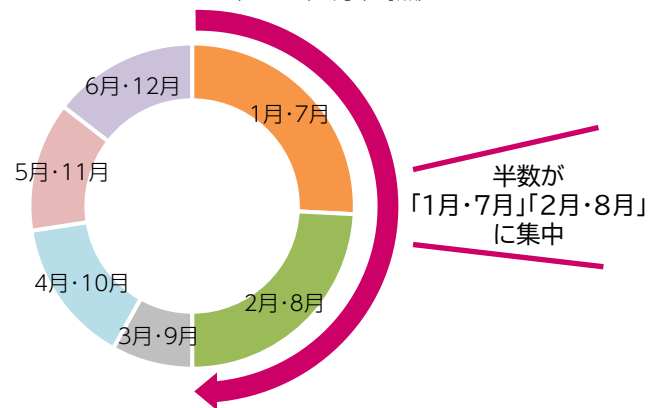 6月・12月
1月・7月
5月・11月
半数が
「1月・7月」「2月・8月」
に集中
4月・10月
2月・8月
3月・9月